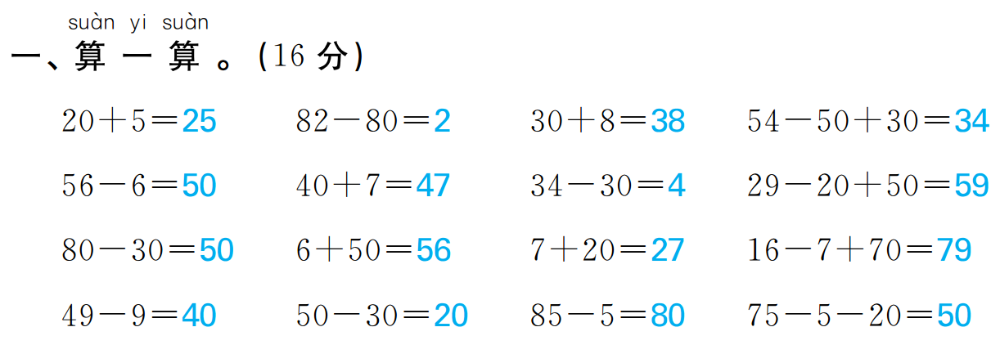 suàn yi suàn
一、算一算。(16 分)
20+5=25 82-80=2 30+8=38 54-50+30=34
56-6=50 40+7=47 34-30=4 29-20+50=59
80-30=50 6+50=56 7+20=27 16-7+70=79
49-9=40 50-30=20 85-5=80 75-5-20=50